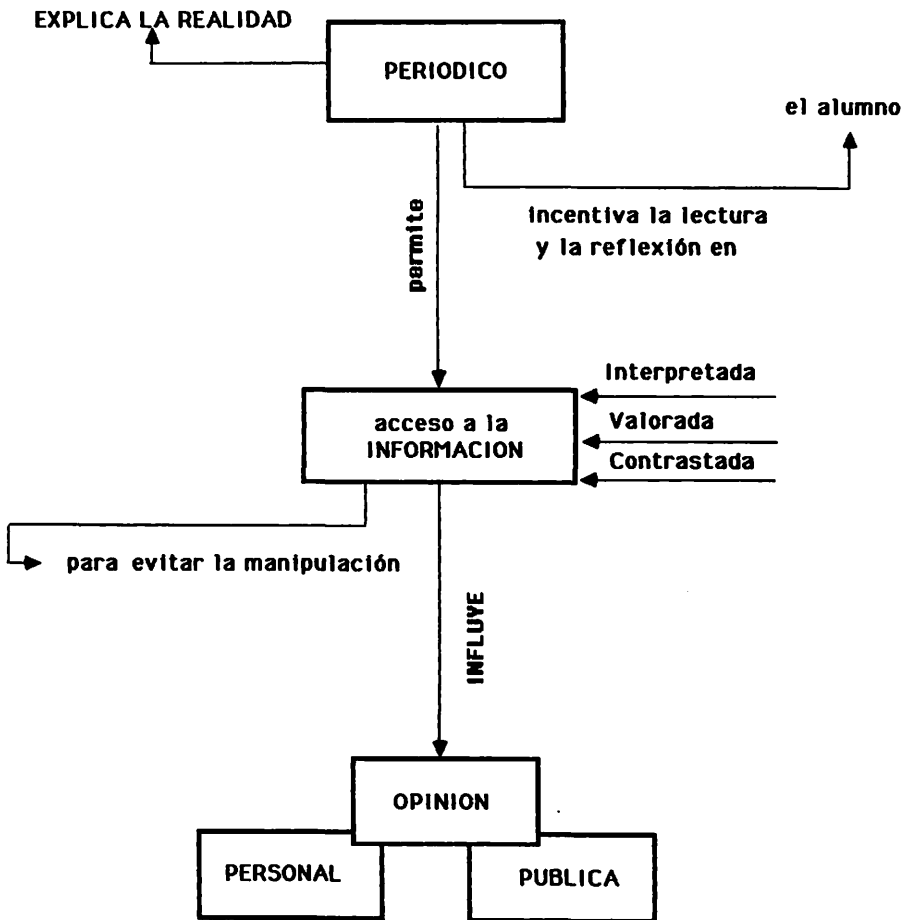 EXPLICA LA REALIDAD
PERIODICO
el alumno
permite
incentiva la lectura
y la reflexión en
Interpretada
acceso a la
INFORMACION
Valorada
Contrastada
para evitar la manipulación
INFLUYE
OPINION
PERSONAL
PUBLICA